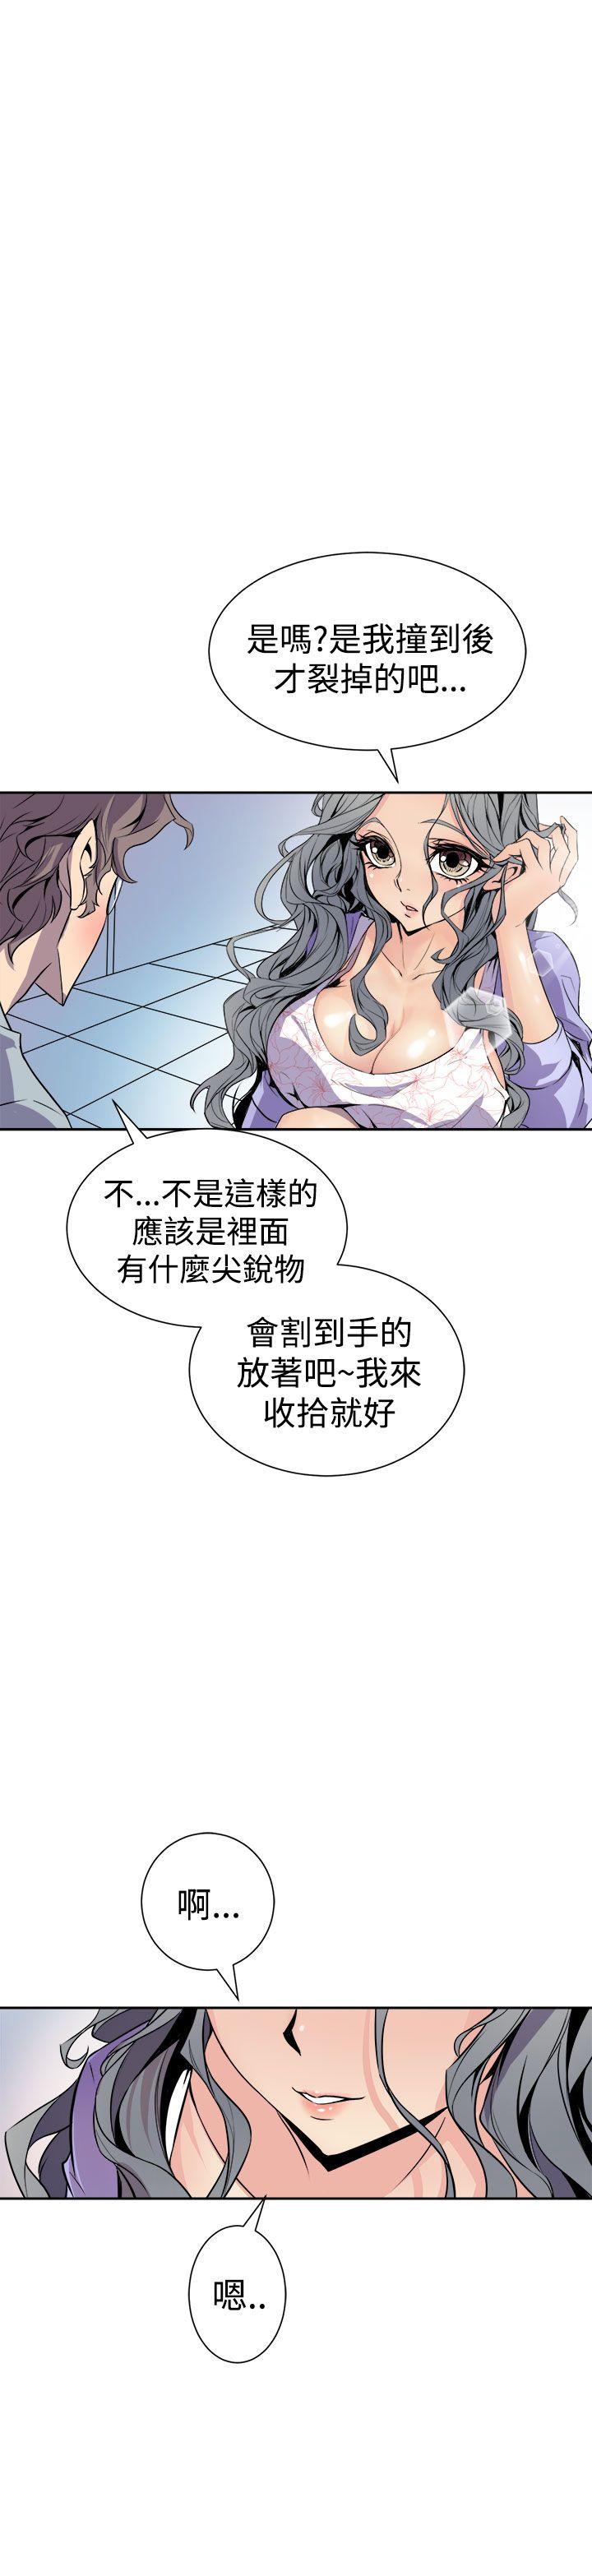 是嗎?是我撞到後
才裂掉的吧...
不...不是這樣的
應該是裡面
有什麼尖銳物
會割到手的
放著吧~我來
收拾就好
啊...
嗯..